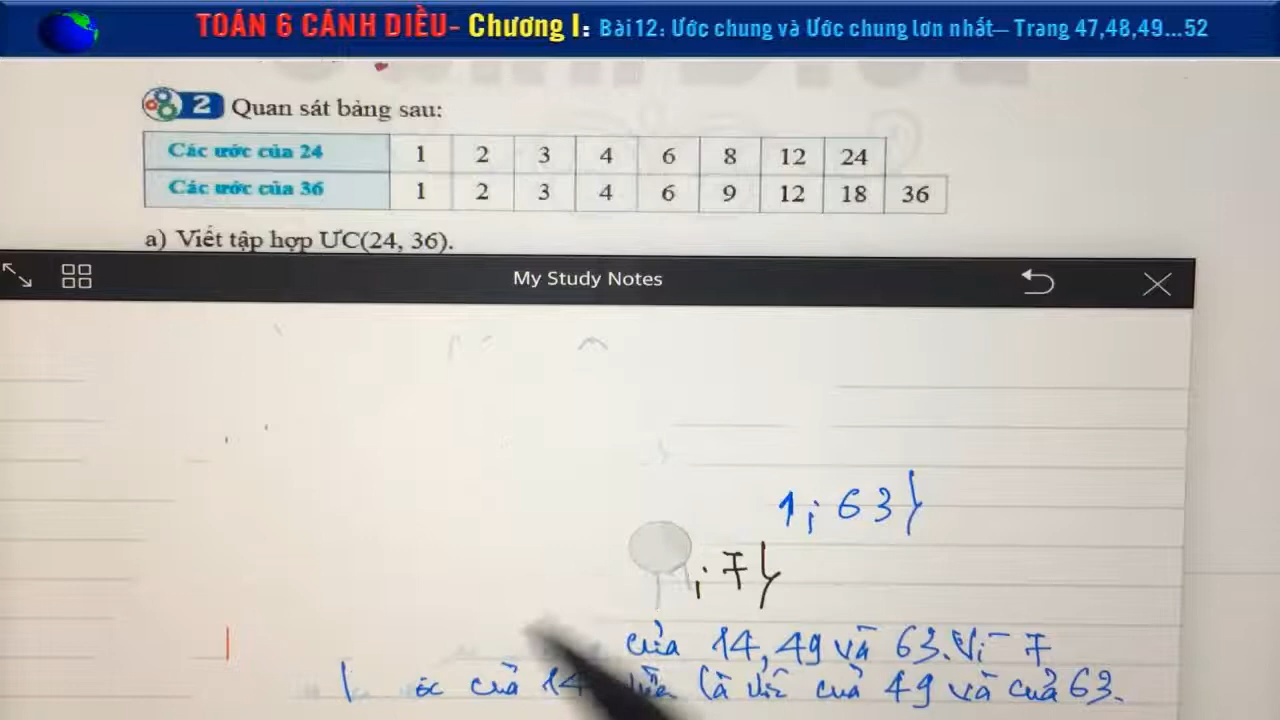 TOÁN 6 CÁNH DIỀU- Chương I: Bài 12: Ước chung và Ước chung lơn nhất– Trang 47,48,49...52
2 Quan sát bảng sau:
Các ước của 24 1 2 3 4 6 8 12 24
Các ước của 36 1 2 3 4 6 9 12 18 36
a) Viết tập hợp ƯC(24, 36).
My Study Notes
1; 63}
; 7}
của 14, 49 và 63. Vì 7
của 14 là ước của 49 và của 63.